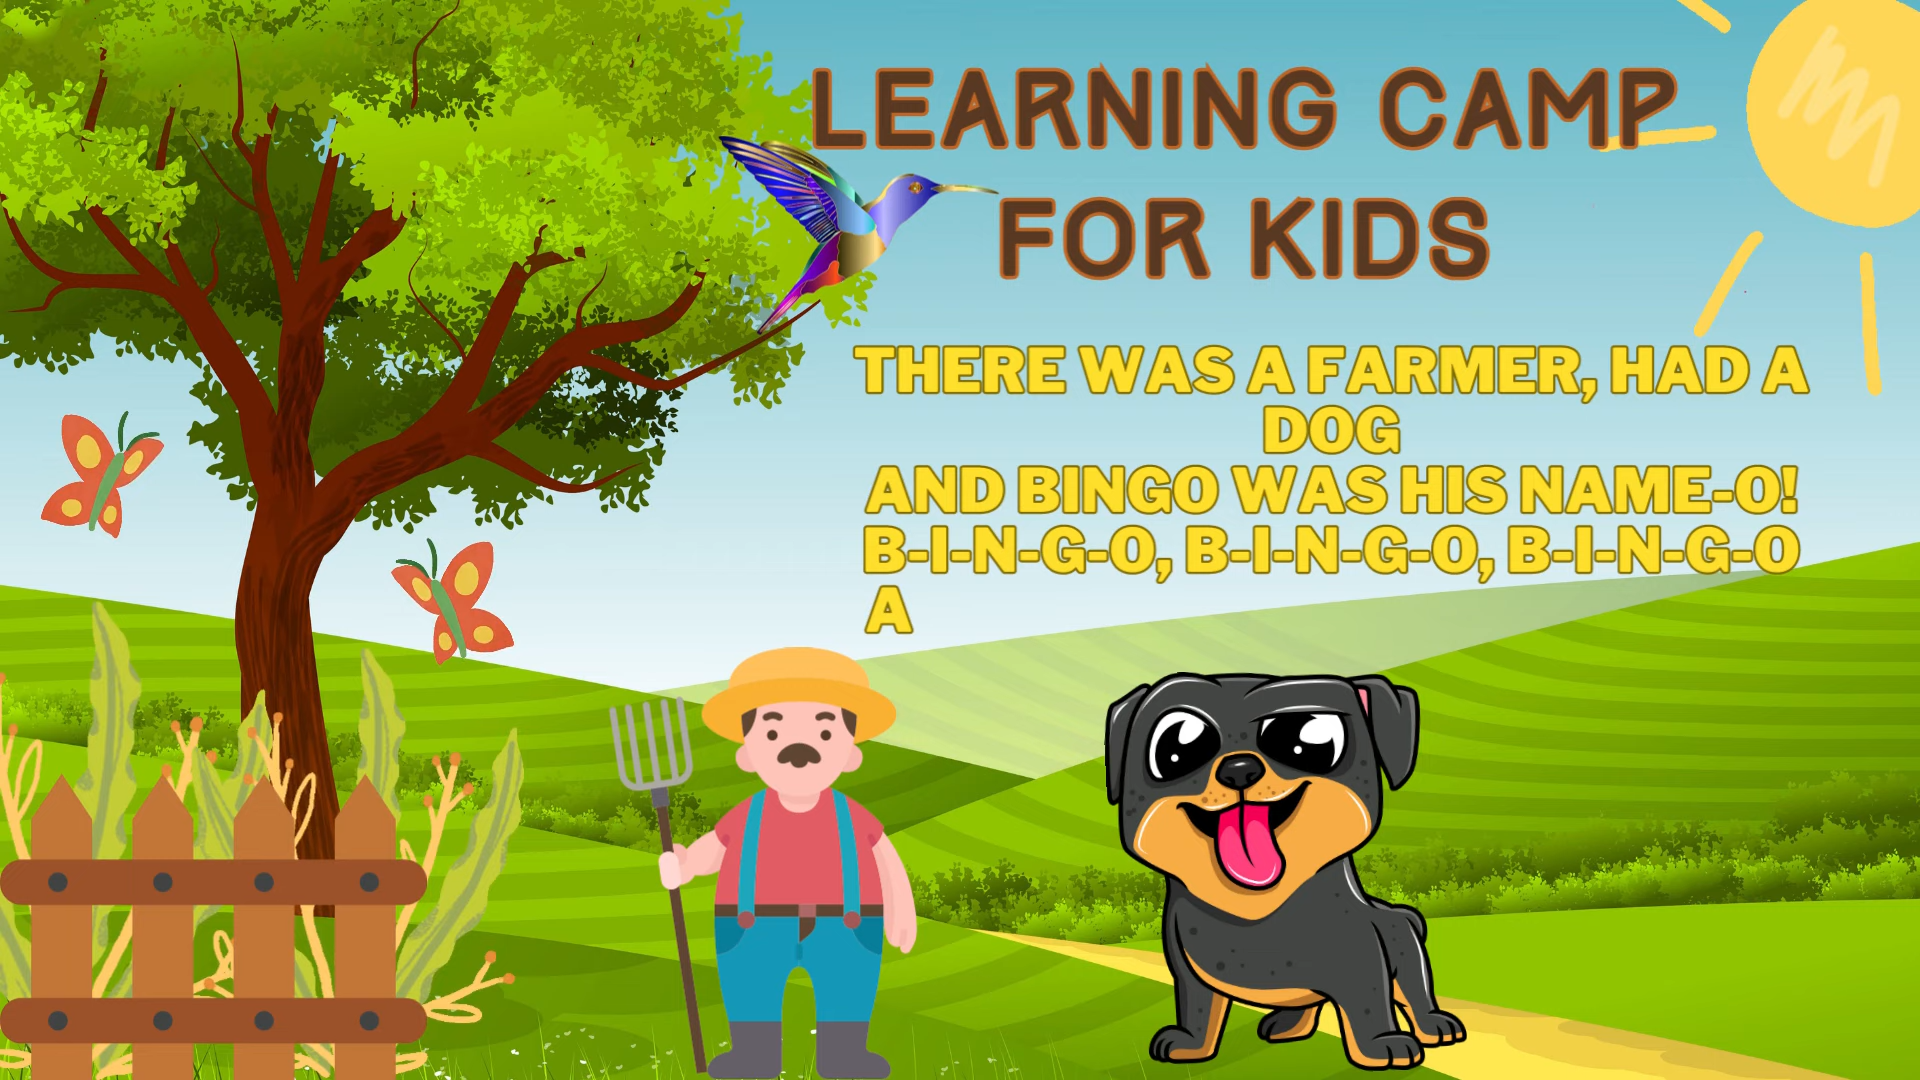 LEARNING CAMP
FOR KIDS
THERE WAS A FARMER, HAD A
DOG
AND BINGO WAS HIS NAME-O!
B-I-N-G-O, B-I-N-G-O, B-I-N-G-O
A